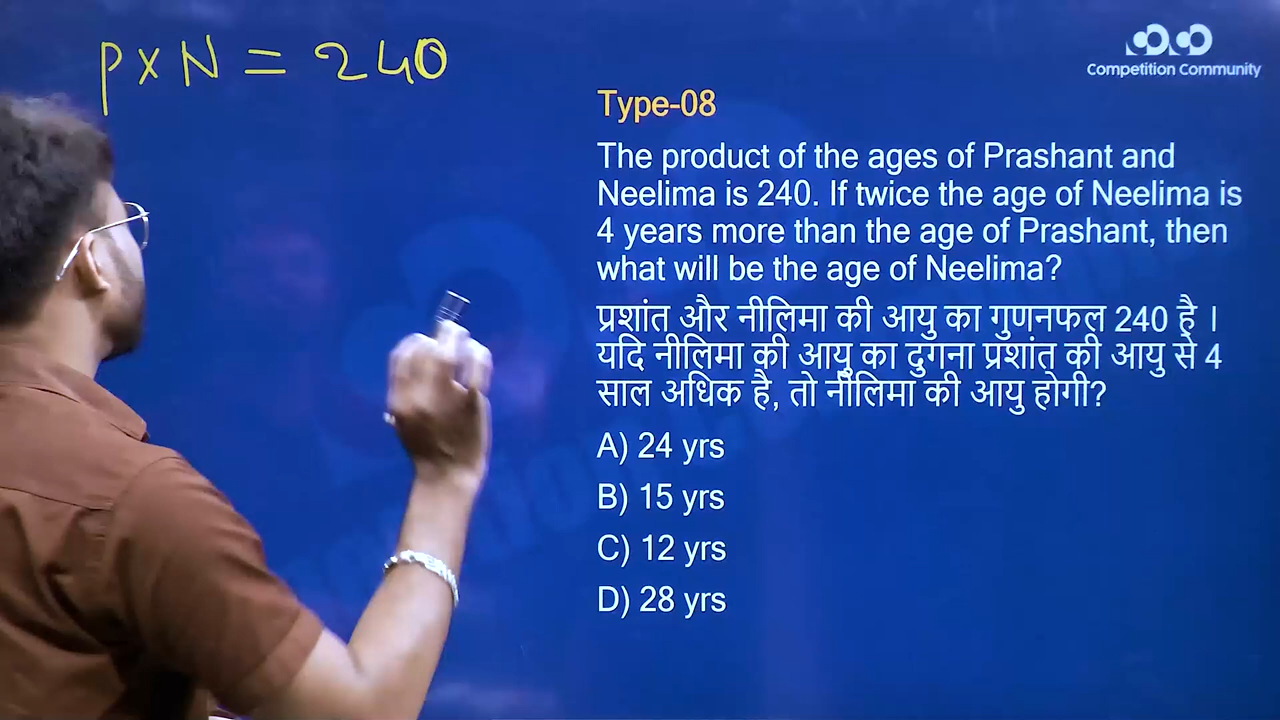 P x N = 240
Competition Community
Type-08
The product of the ages of Prashant and
Neelima is 240. If twice the age of Neelima is
4 years more than the age of Prashant, then
what will be the age of Neelima?
प्रशांत और नीलिमा की आयु का गुणनफल 240 है ।
यदि नीलिमा की आयु का दुगना प्रशांत की आयु से 4
साल अधिक है, तो नीलिमा की आयु होगी?
A) 24 yrs
B) 15 yrs
C) 12 yrs
D) 28 yrs